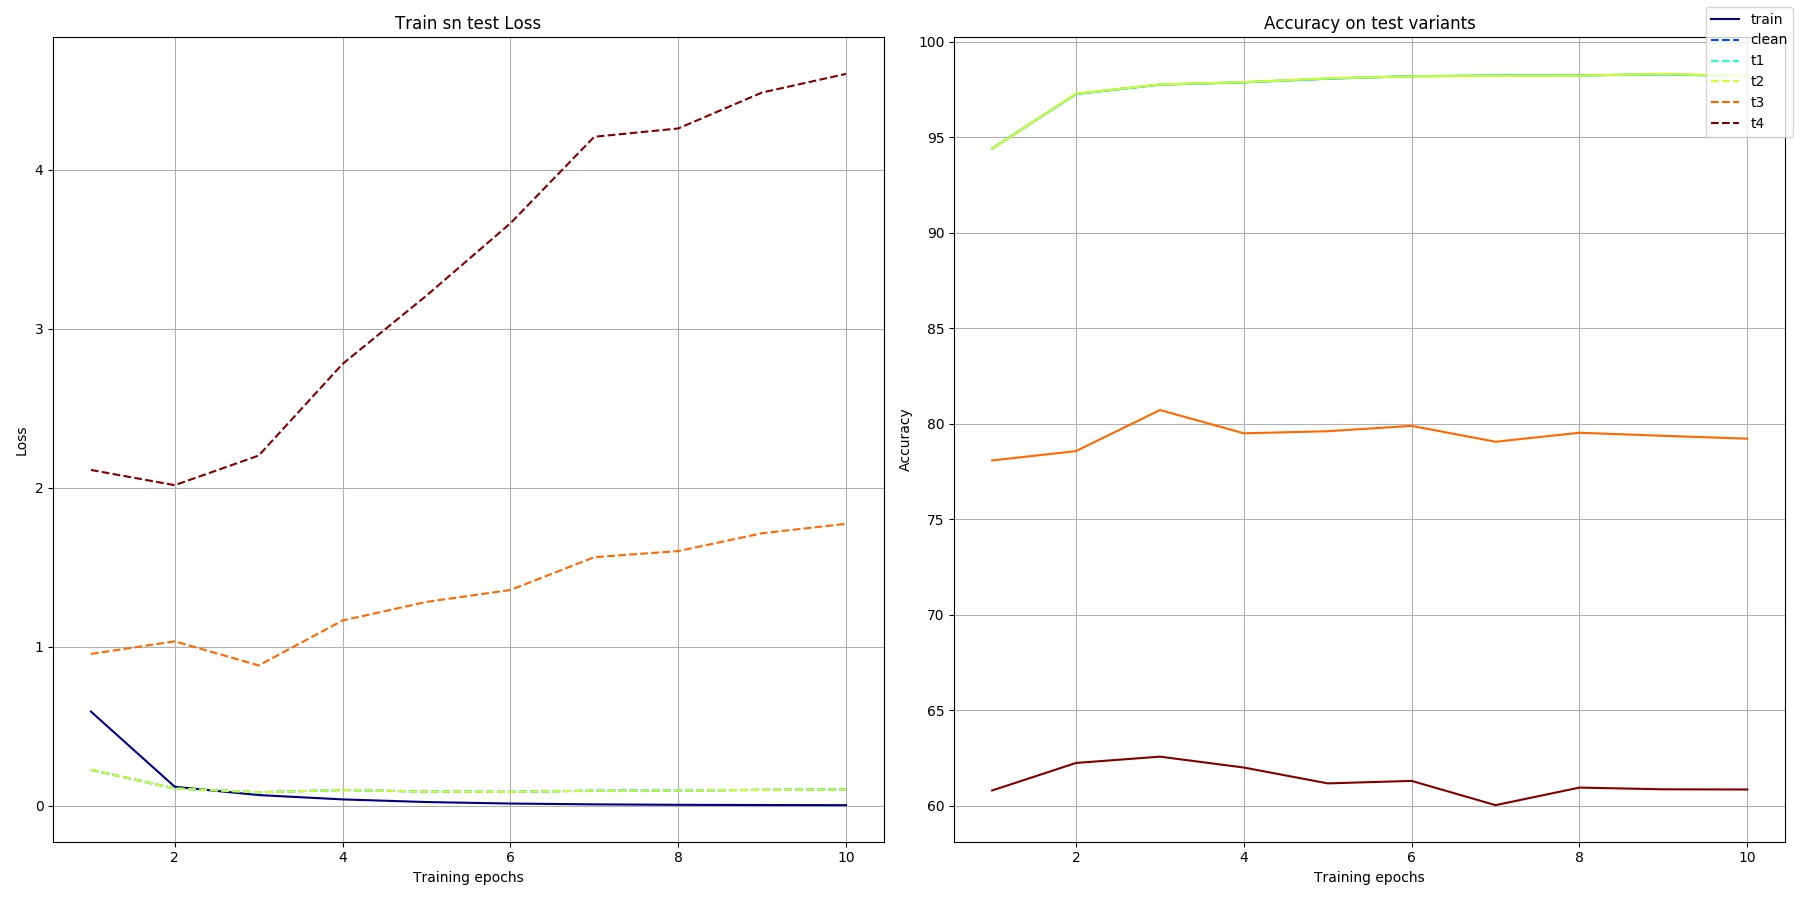 Train sn test Loss
4
3
2
1
0
Loss
2
4
6
8
10
Training epochs
Accuracy on test variants
100
95
90
85
80
75
70
65
60
Accuracy
2
4
6
8
10
Training epochs
train
clean
t1
t2
t3
t4